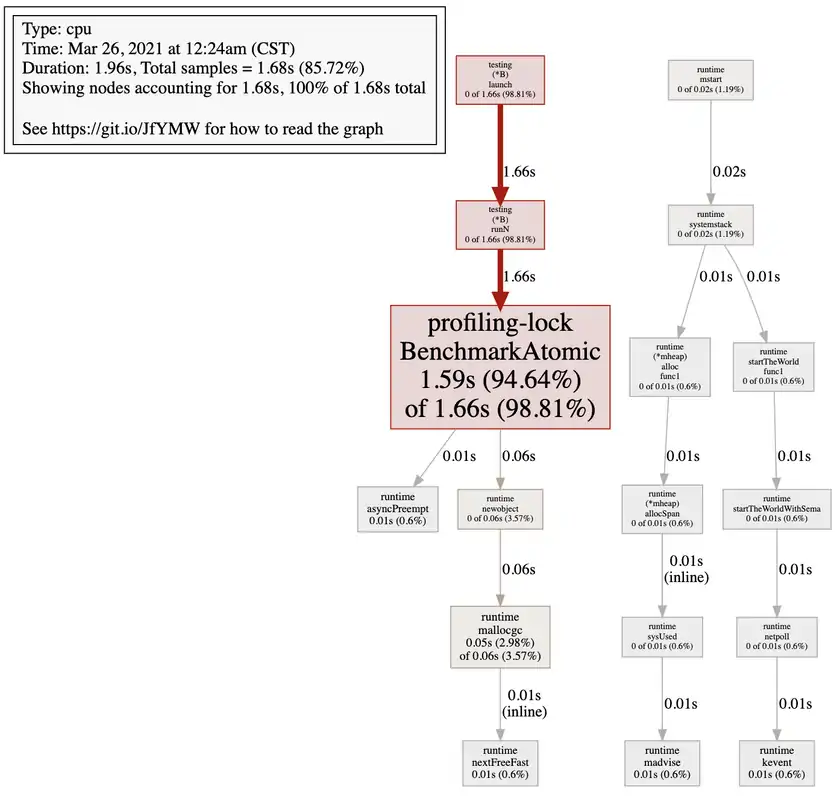 Type: cpu
Time: Mar 26, 2021 at 12:24am (CST)
Duration: 1.96s, Total samples = 1.68s (85.72%)
Showing nodes accounting for 1.68s, 100% of 1.68s total
See https://git.io/JfYMW for how to read the graph
testing
(*B)
launch
0 of 1.66s (98.81%)
runtime
mstart
0 of 0.02s (1.19%)
1.66s
0.02s
testing
(*B)
runN
0 of 1.66s (98.81%)
runtime
systemstack
0 of 0.02s (1.19%)
1.66s
0.01s
0.01s
profiling-lock
BenchmarkAtomic
1.59s (94.64%)
of 1.66s (98.81%)
runtime
(*mheap)
alloc
func1
0 of 0.01s (0.6%)
runtime
startTheWorld
func1
0 of 0.01s (0.6%)
0.01s
0.06s
0.01s
0.01s
runtime
asyncPreempt
0.01s (0.6%)
runtime
newobject
0 of 0.06s (3.57%)
runtime
(*mheap)
allocSpan
0 of 0.01s (0.6%)
runtime
startTheWorldWithSema
0 of 0.01s (0.6%)
0.06s
0.01s
(inline)
0.01s
runtime
mallocgc
0.05s (2.98%)
of 0.06s (3.57%)
runtime
sysUsed
0 of 0.01s (0.6%)
runtime
netpoll
0 of 0.01s (0.6%)
0.01s
(inline)
0.01s
0.01s
runtime
nextFreeFast
0.01s (0.6%)
runtime
madvise
0.01s (0.6%)
runtime
kevent
0.01s (0.6%)